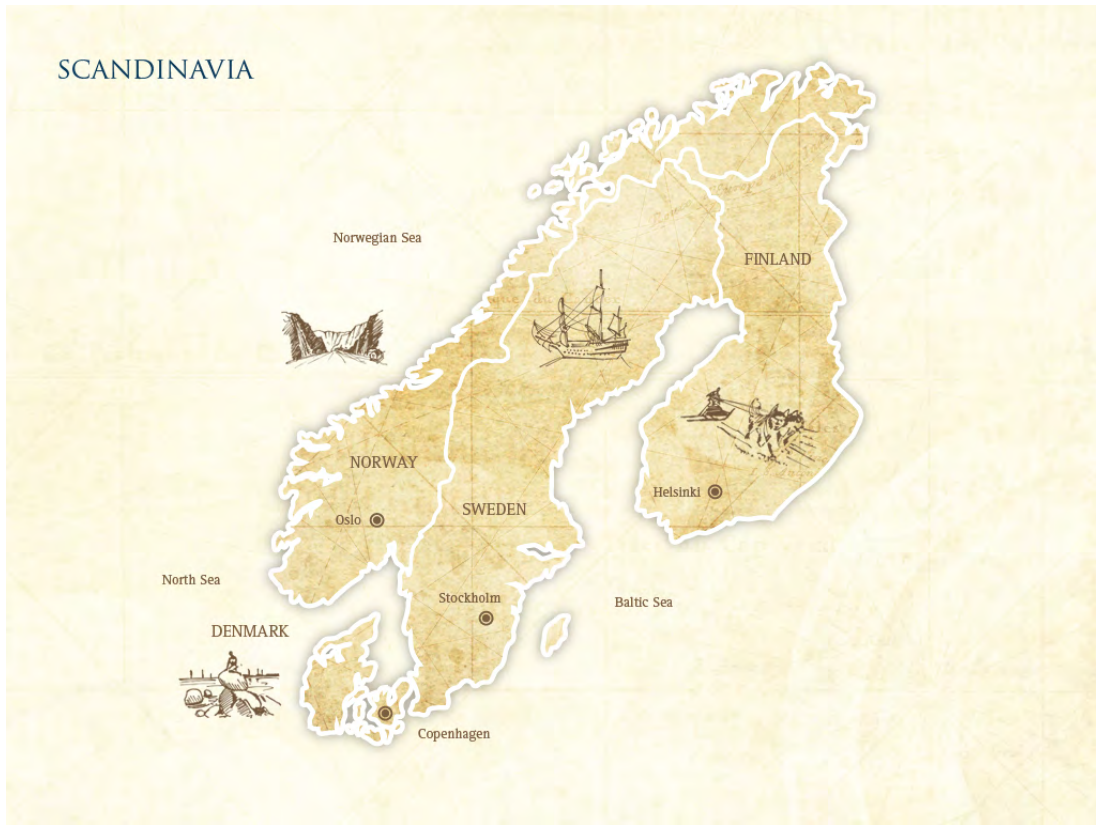 SCANDINAVIA
Norwegian Sea
FINLAND
NORWAY
Helsinki
SWEDEN
Oslo
North Sea
Stockholm
Baltic Sea
DENMARK
Copenhagen